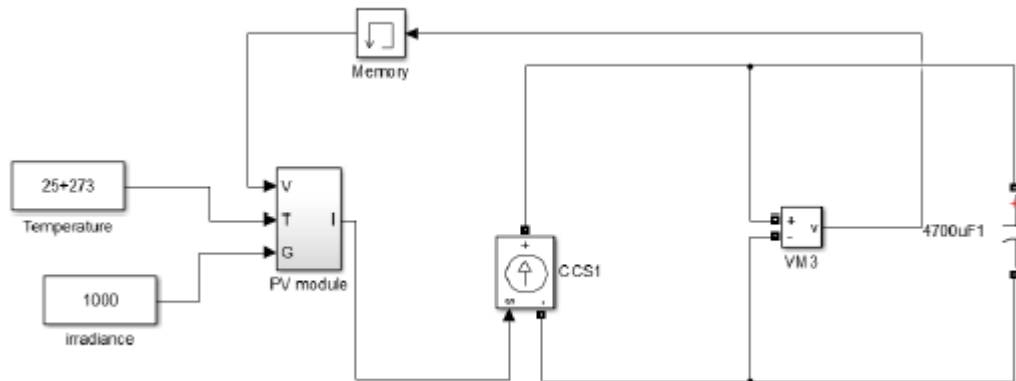 Memory
25+273
Temperature
1000
irradiance
V
T
G
I
PV module
+
s
-
CCS1
+
-
v
VM3
+
4700uF1